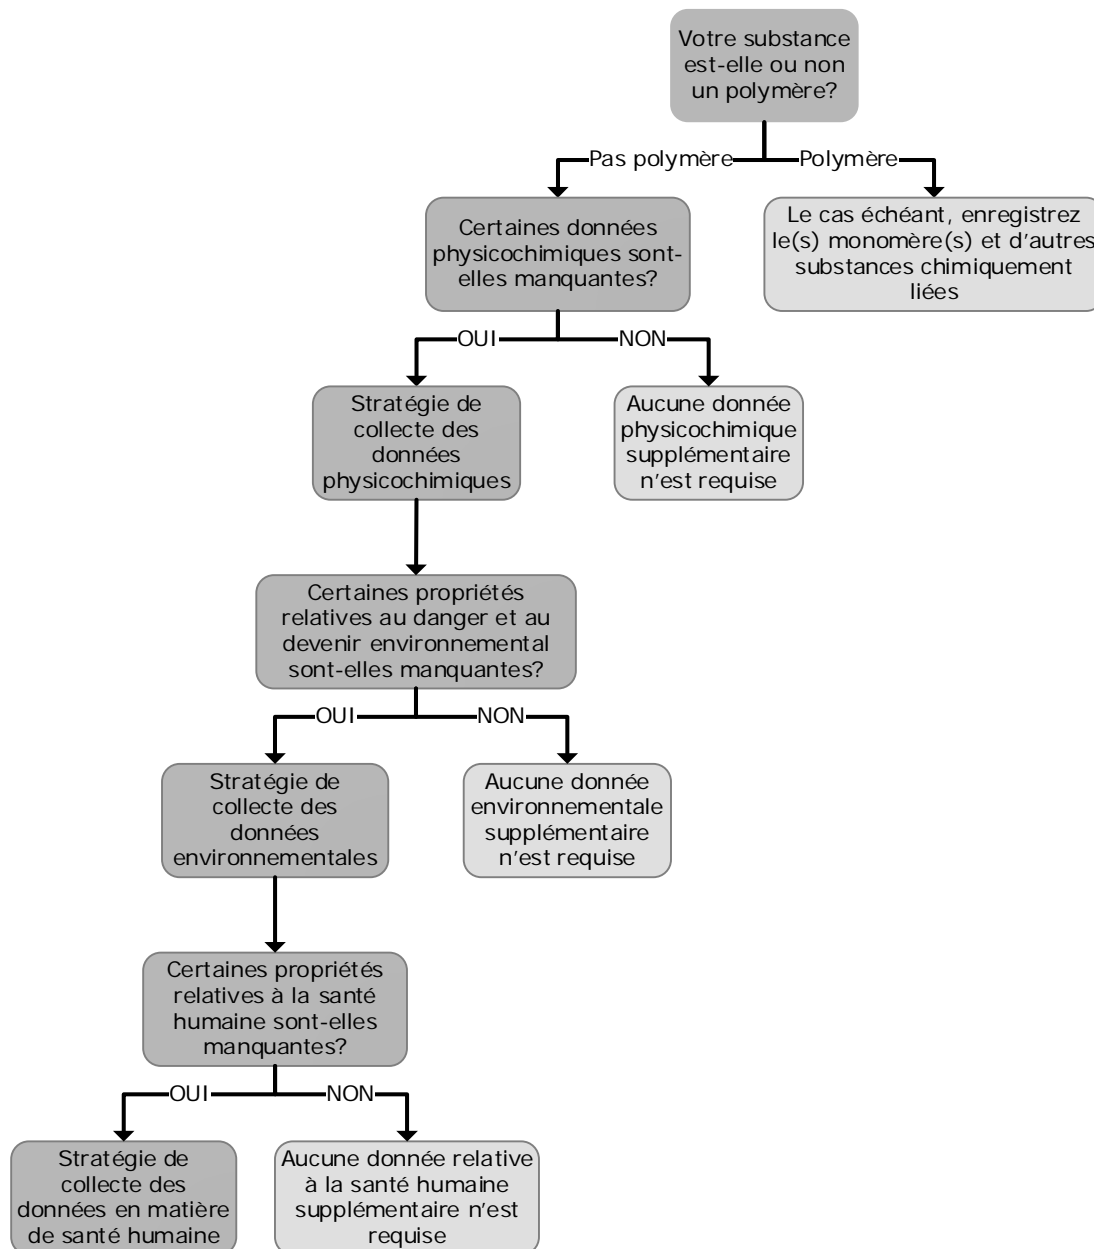 Votre substance
est-elle ou non
un polymère?
Pas polymère
Polymère
Certaines données
physicochimiques sont-
elles manquantes?
Le cas échéant, enregistrez
le(s) monomère(s) et d'autres
substances chimiquement
liées
OUI
NON
Stratégie de
collecte des
données
physicochimiques
Aucune donnée
physicochimique
supplémentaire
n'est requise
Certaines propriétés
relatives au danger et au
devenir environnemental
sont-elles manquantes?
OUI
NON
Stratégie de
collecte des
données
environnementales
Aucune donnée
environnementale
supplémentaire
n'est requise
Certaines propriétés
relatives à la santé
humaine sont-elles
manquantes?
OUI
NON
Stratégie de
collecte des
données en matière
de santé humaine
Aucune donnée relative
à la santé humaine
supplémentaire n'est
requise